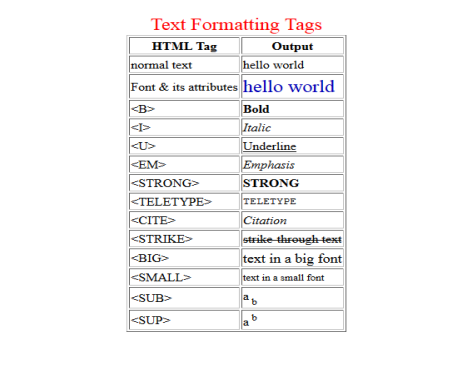 Text Formatting Tags
HTML Tag Output
normal text hello world
Font & its attributes hello world
<B> Bold
<I> Italic
<U> Underline
<EM> Emphasis
<STRONG> STRONG
<TELETYPE> TELETYPE
<CITE> Citation
<STRIKE> strike-through text
<BIG> text in a big font
<SMALL> text in a small font
<SUB> a b
<SUP> a b